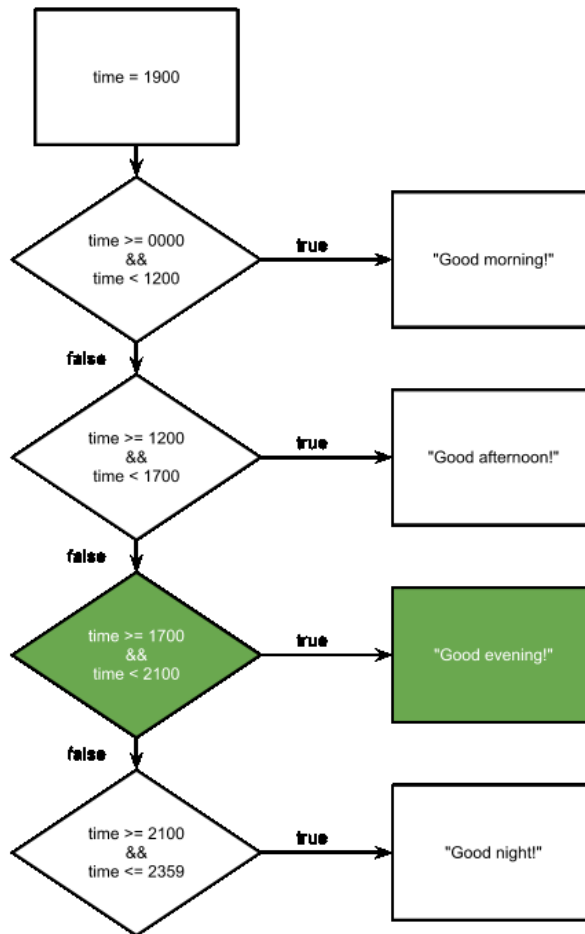 time = 1900
time >= 0000
&&
time < 1200
true
"Good morning!"
false
time >= 1200
&&
time < 1700
true
"Good afternoon!"
false
time >= 1700
&&
time < 2100
true
"Good evening!"
false
time >= 2100
&&
time <= 2359
true
"Good night!"